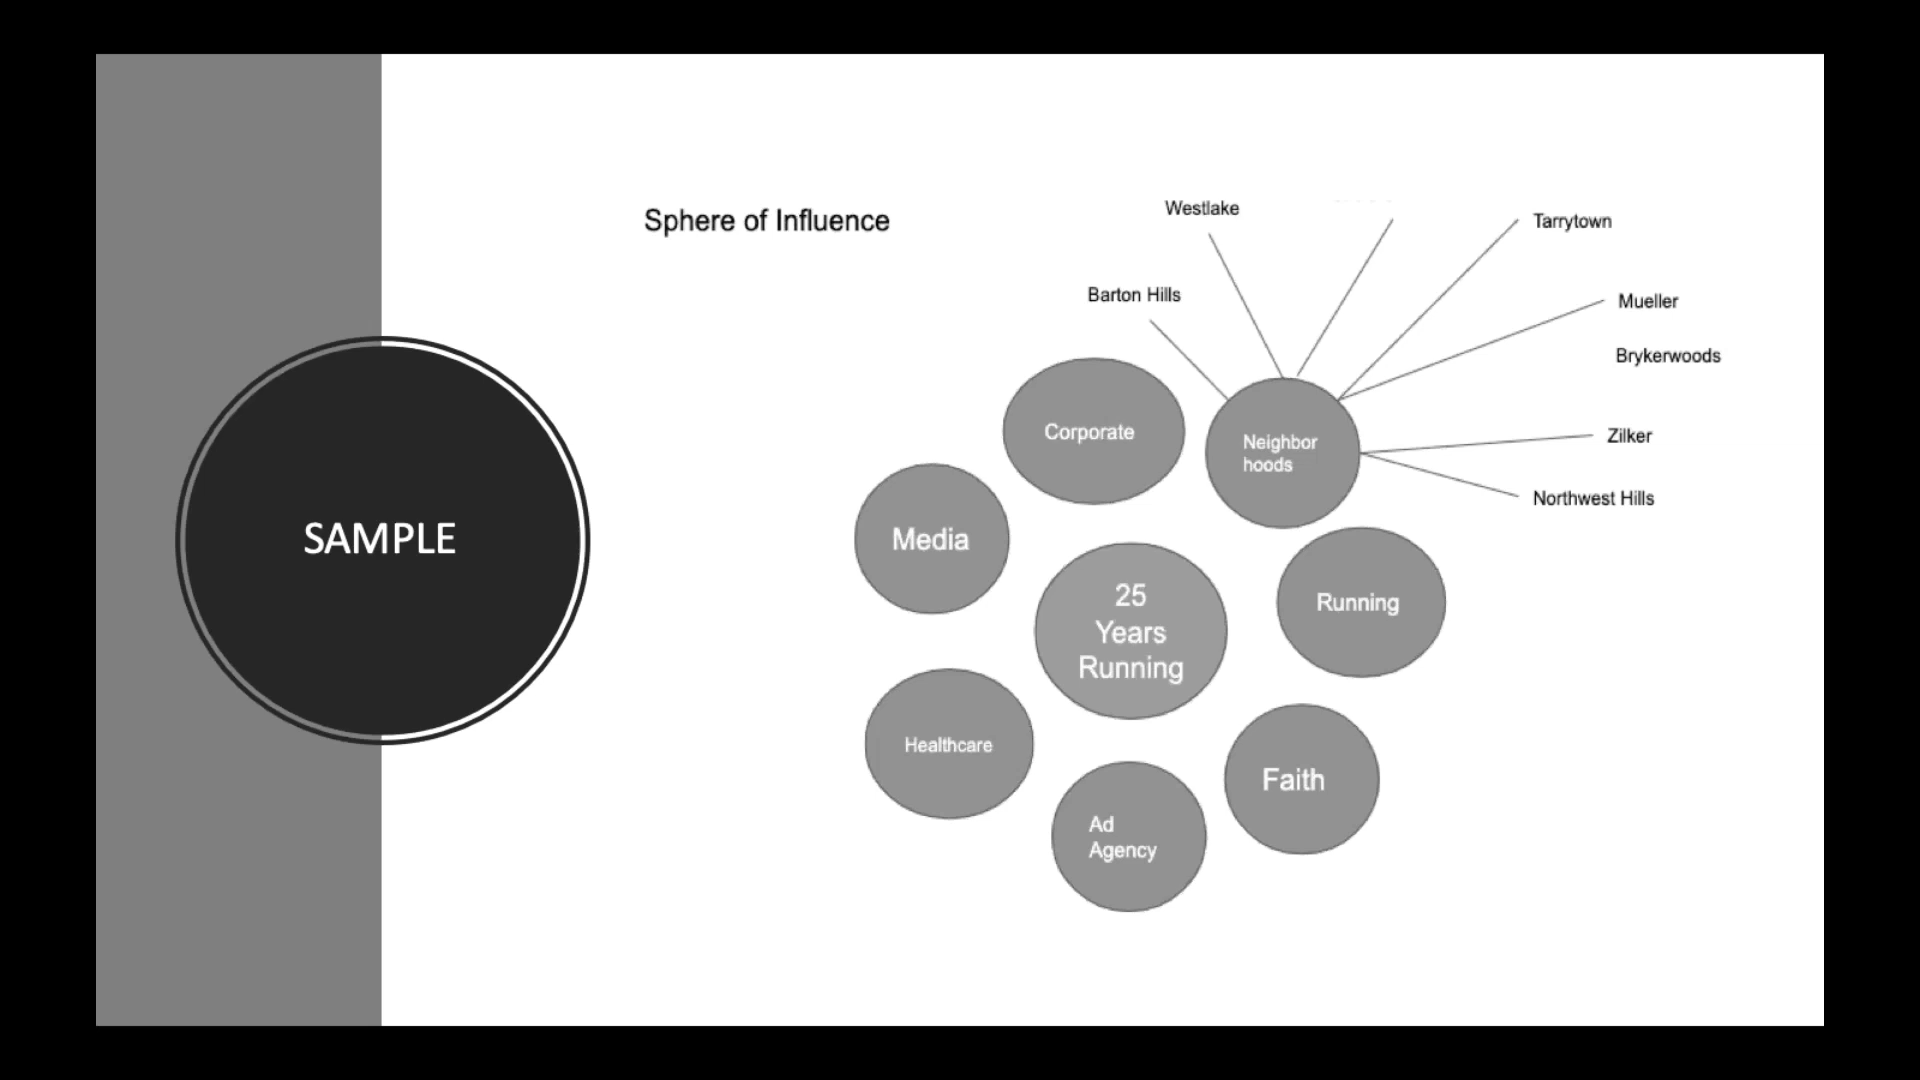 SAMPLE
Sphere of Influence
Westlake
Tarrytown
Barton Hills
Mueller
Brykerwoods
Zilker
Northwest Hills
Corporate
Neighbor
hoods
Media
25
Years
Running
Running
Healthcare
Faith
Ad
Agency